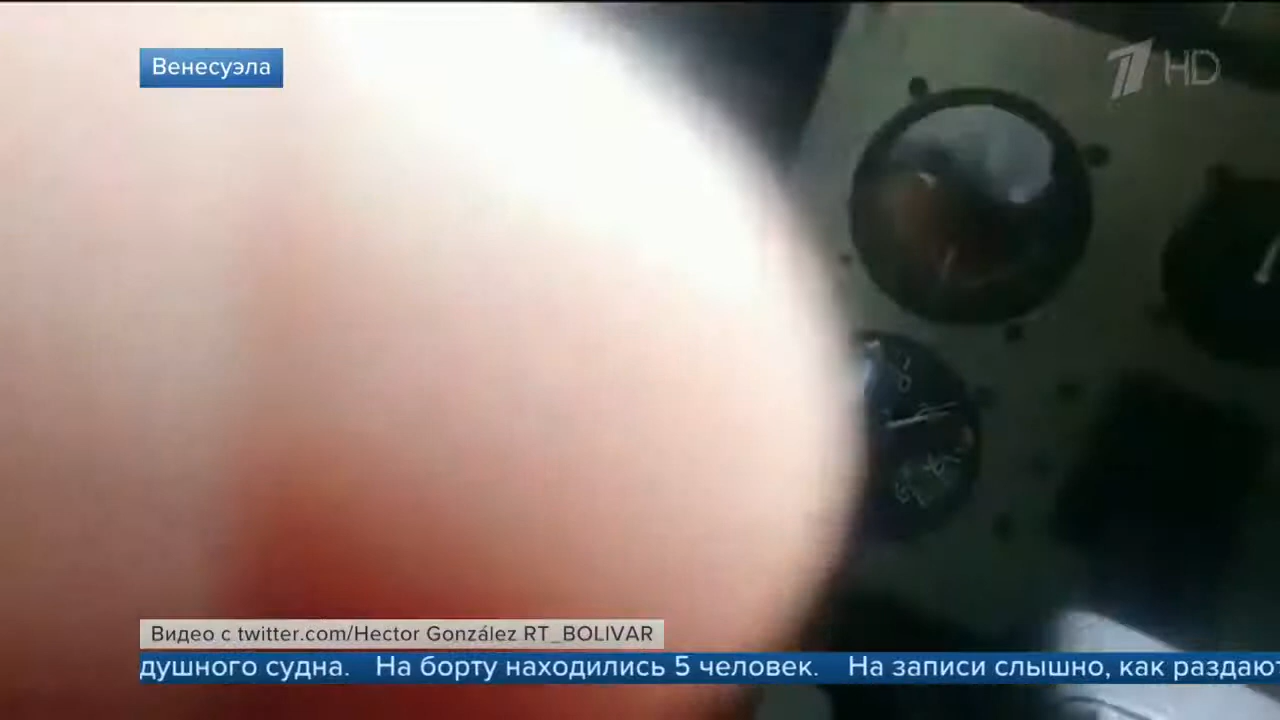 Венесуэла
HD
Видео с twitter.com/Hector González RT_BOLIVAR
душного судна. На борту находились 5 человек. На записи слышно, как раздают